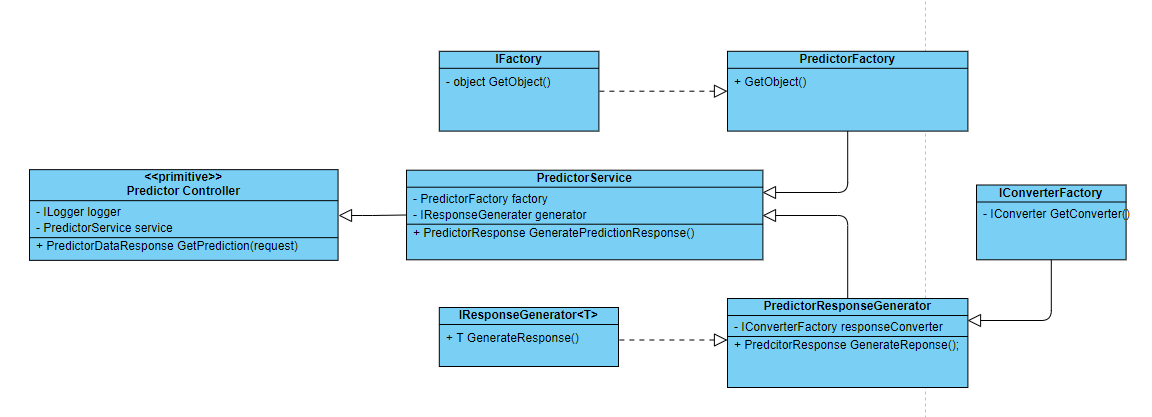 IFactory
- object GetObject()
PredictorFactory
+ GetObject()
<<primitive>>
Predictor Controller
- ILogger logger
- PredictorService service
+ PredictorDataResponse GetPrediction(request)
PredictorService
- PredictorFactory factory
- IResponseGenerater generator
+ PredictorResponse GeneratePredictionResponse()
IConverterFactory
- IConverter GetConverter()
IResponseGenerator<T>
+ T GenerateResponse()
PredictorResponseGenerator
- IConverterFactory responseConverter
+ PredcitorResponse GenerateReponse();